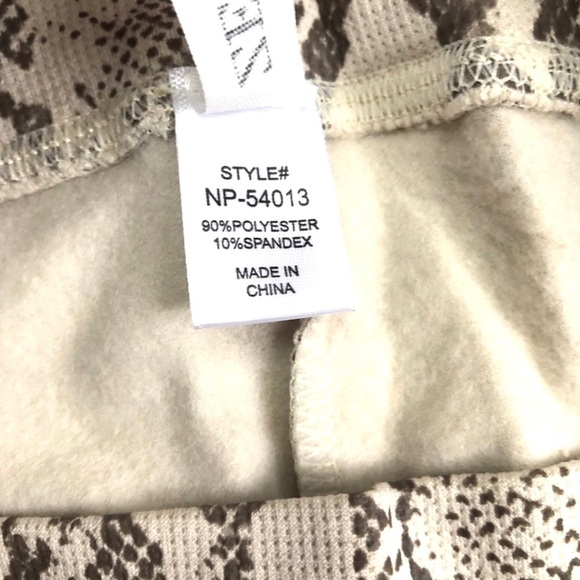 STYLE#
NP-54013
90%POLYESTER
10%SPANDEX
MADE IN
CHINA